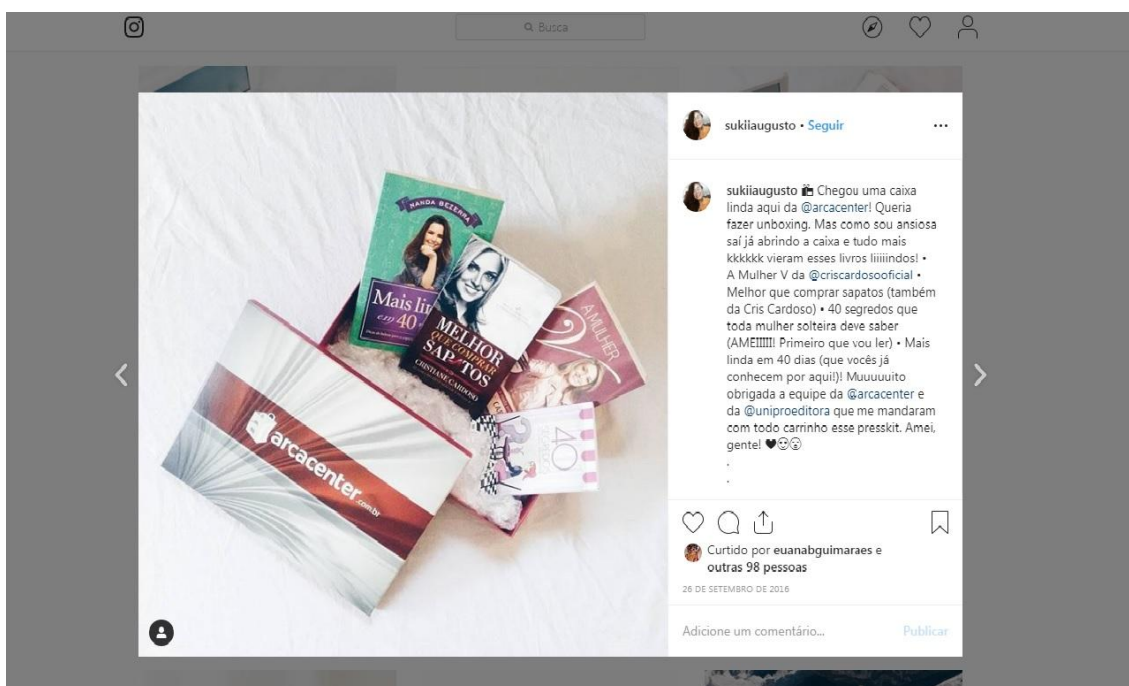 Busca
NANDA BEZERRA
Mais lin
em 40
MELHOR
QUE COMPRAR
SAPATOS
CRISTIANE CARDOSO
A MULHER
V
40
arcacenter.com.br
sukiiaugusto • Seguir
sukiiaugusto Chegou uma caixa
linda aqui da @arcacenter! Queria
fazer unboxing. Mas como sou ansiosa
saí já abrindo a caixa e tudo mais
kkkkkk vieram esses livros liiiiindos! •
A Mulher V da @criscardosooficial •
Melhor que comprar sapatos (também
da Cris Cardoso) • 40 segredos que
toda mulher solteira deve saber
(AMEIIIII! Primeiro que vou ler) • Mais
linda em 40 dias (que vocês já
conhecem por aqui!)! Muuuuuito
obrigada a equipe da @arcacenter e
da @uniproeditora que me mandaram
com todo carrinho esse presskit. Amei,
gente!
.
.
Curtido por euanabguimaraes e
outras 98 pessoas
26 DE SETEMBRO DE 2016
Adicione um comentário...
Publicar